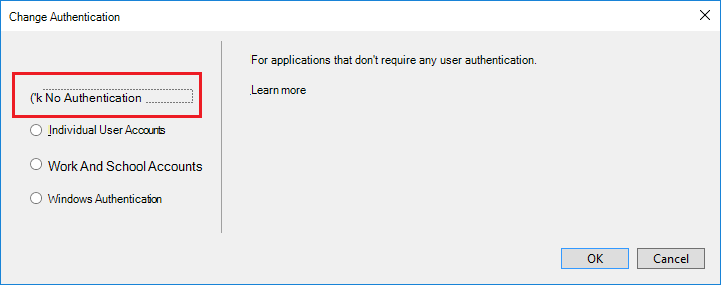 Change Authentication
For applications that don't require any user authentication.
('k No Authentication
Learn more
Individual User Accounts
Work And School Accounts
Windows Authentication
OK
Cancel